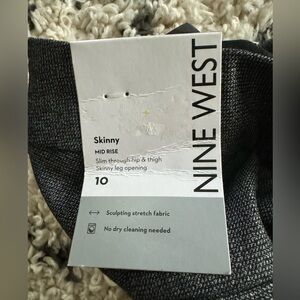 NINE WEST
Skinny
MID RISE
Slim through hip & thigh
Skinny leg opening
10
Sculpting stretch fabric
No dry cleaning needed